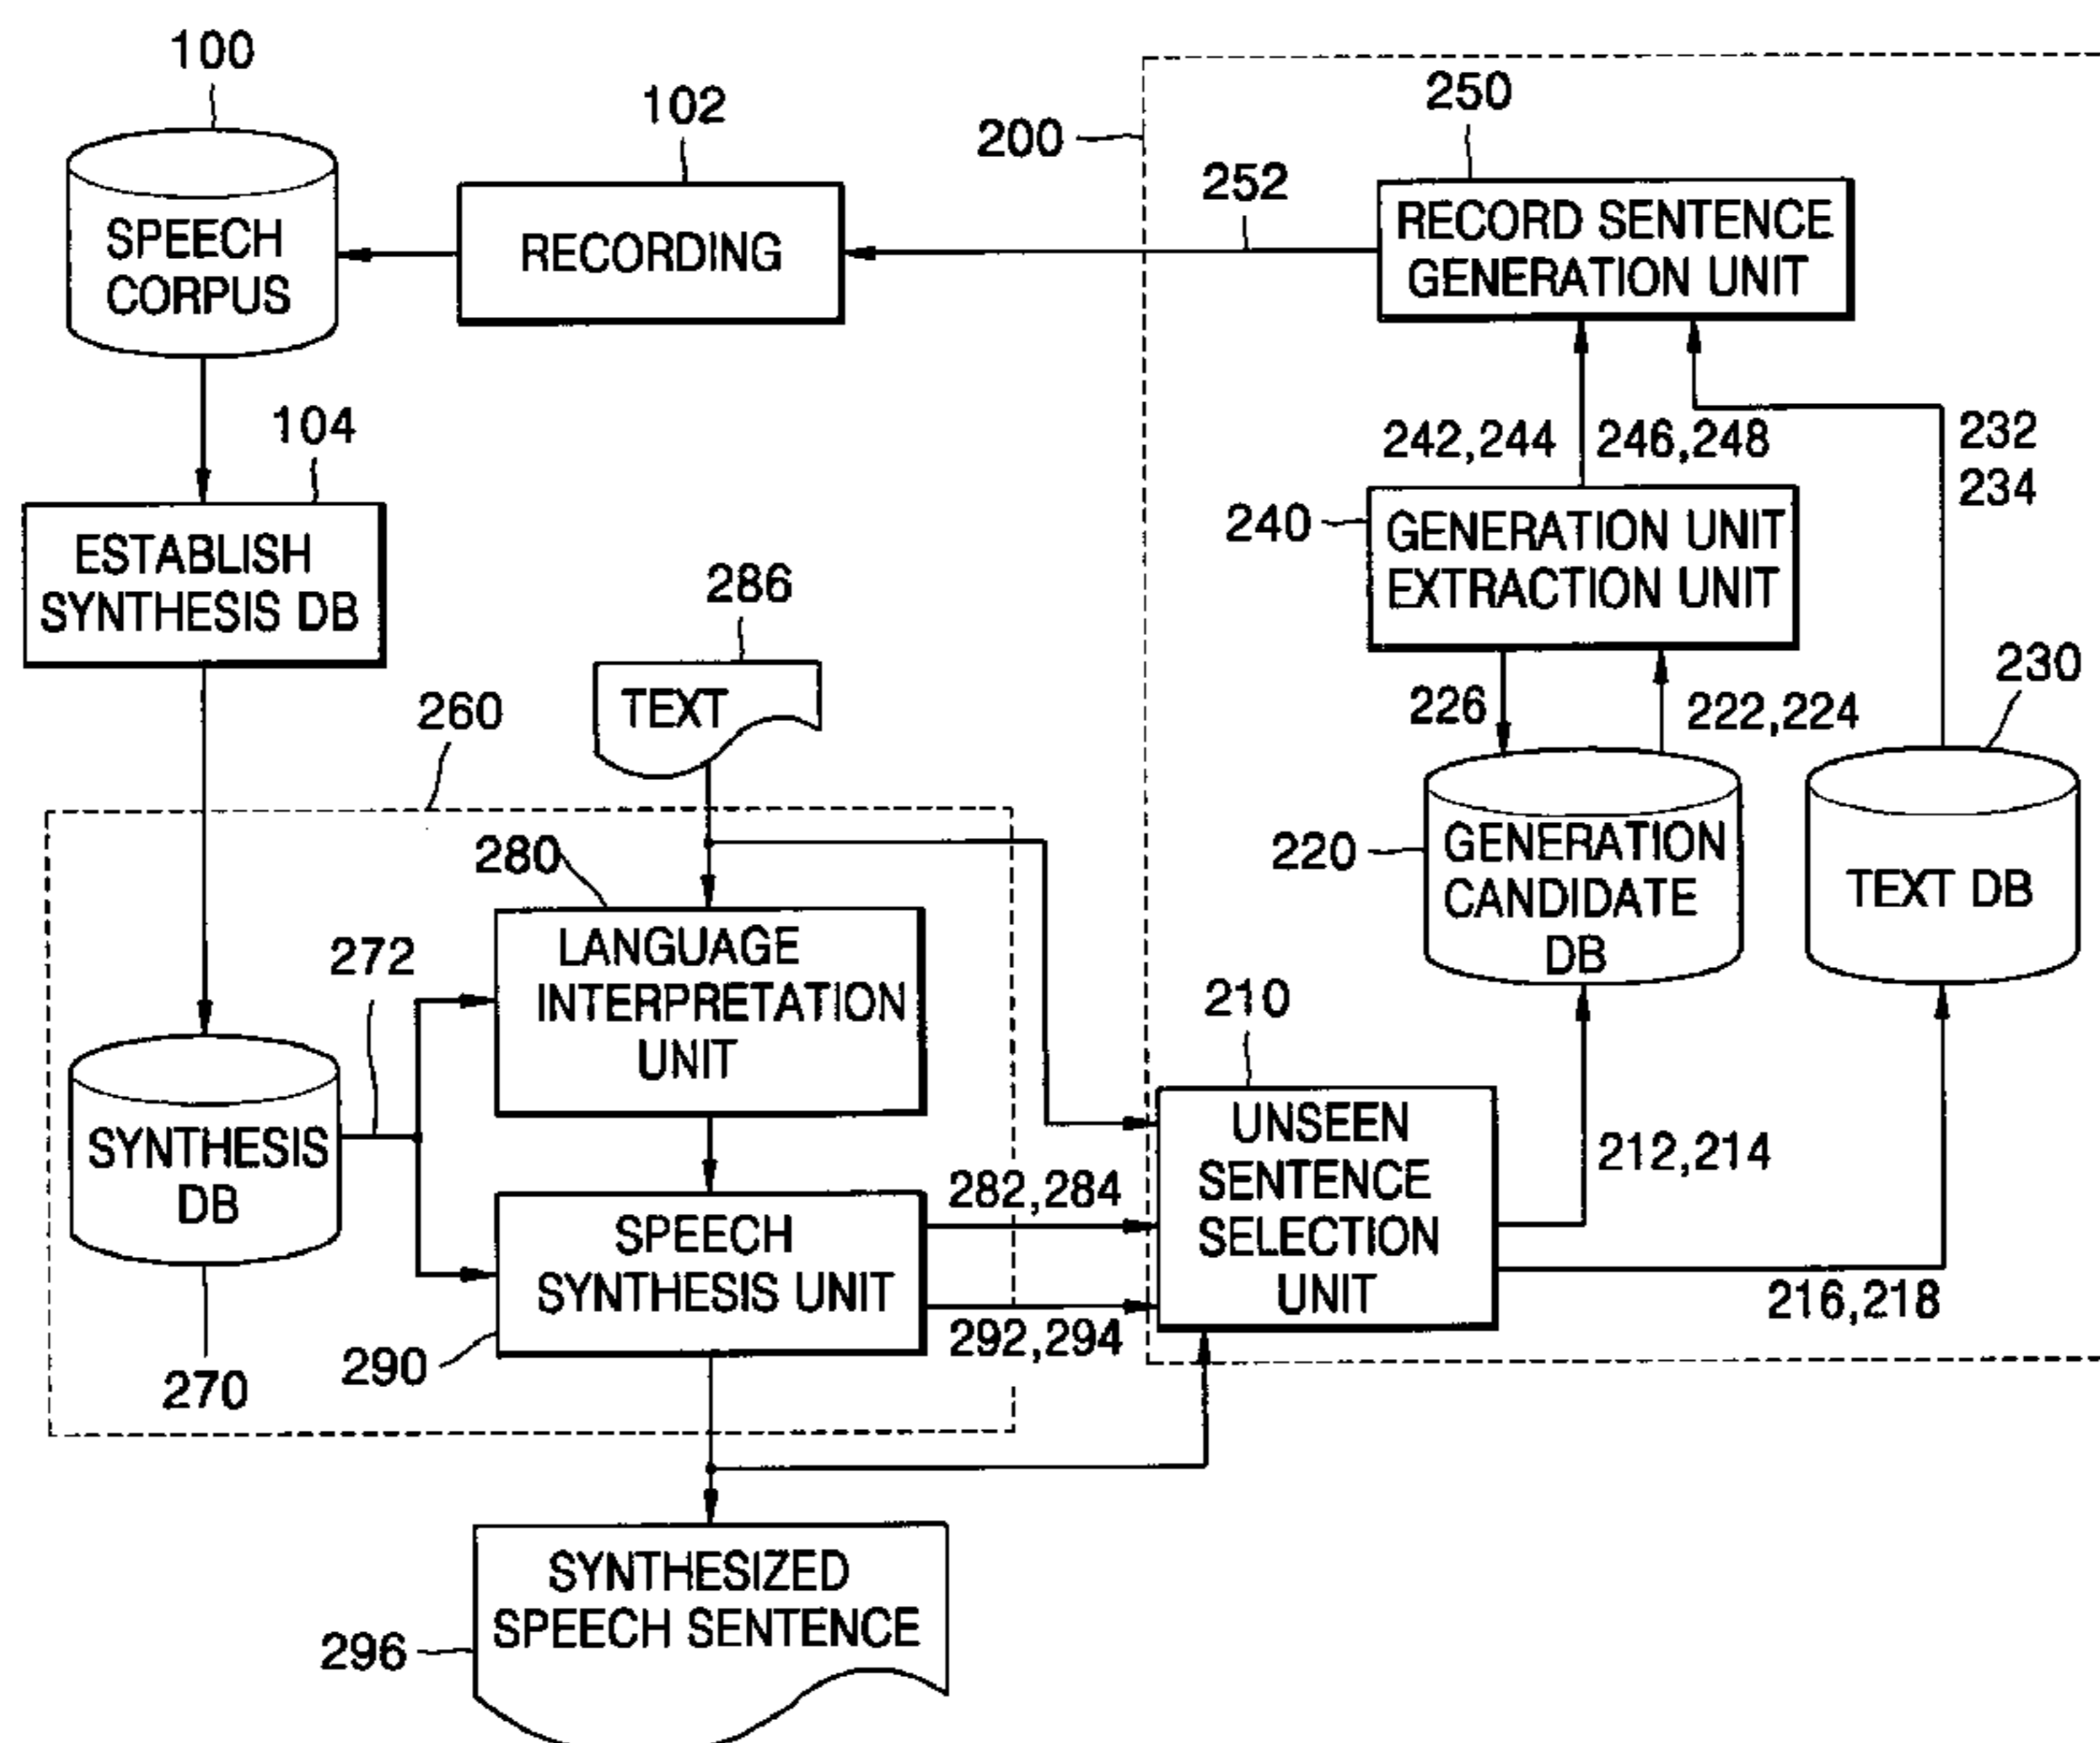 100
102
200
250
252
RECORD SENTENCE
GENERATION UNIT
SPEECH
CORPUS
RECORDING
104
242,244
246,248
232
234
ESTABLISH
SYNTHESIS DB
240
GENERATION UNIT
EXTRACTION UNIT
286
TEXT
260
226
222,224
230
280
220
GENERATION
CANDIDATE
DB
TEXT DB
272
LANGUAGE
INTERPRETATION
UNIT
210
SYNTHESIS
DB
UNSEEN
SENTENCE
SELECTION
UNIT
212,214
282,284
SPEECH
SYNTHESIS UNIT
216,218
292,294
290
270
SYNTHESIZED
SPEECH SENTENCE
296